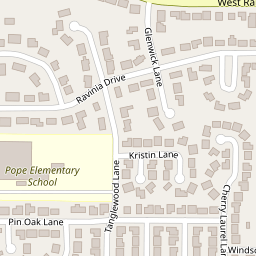 West Ra
Glenwick Lane
Ravinia Drive
Kristin Lane
Pope Elementary
School
Tanglewood Lane
Cherry Laurel La
Pin Oak Lane
Windso